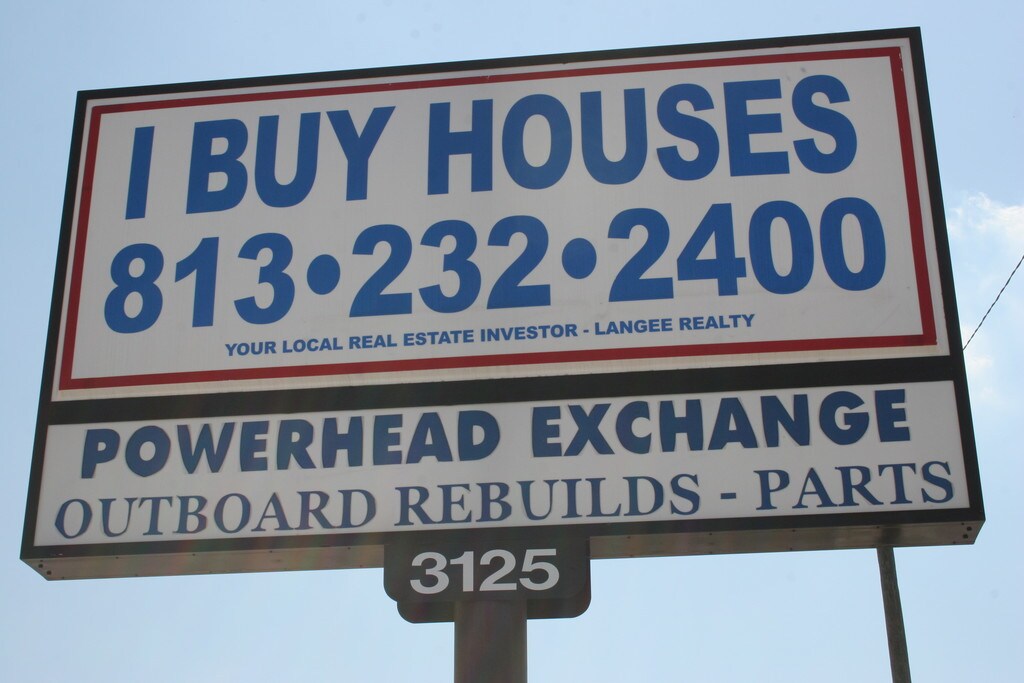 I BUY HOUSES
813•232•2400
YOUR LOCAL REAL ESTATE INVESTOR - LANGEE REALTY
POWERHEAD EXCHANGE
OUTBOARD REBUILDS - PARTS
3125